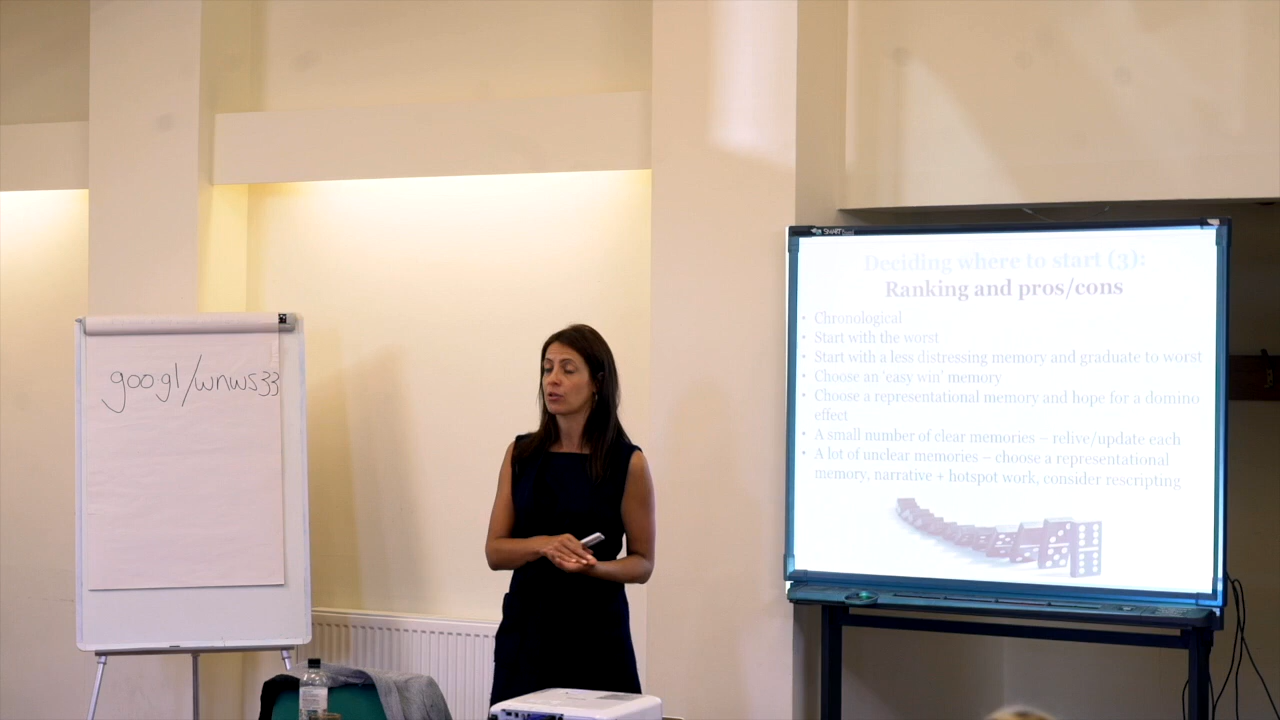 goo.gl/wnws33
SMART
Deciding where to start (3):
Ranking and pros/cons
• Chronological
• Start with the worst
• Start with a less distressing memory and graduate to worst
• Choose an 'easy win' memory
• Choose a representational memory and hope for a domino
effect
• A small number of clear memories – relive/update each
• A lot of unclear memories – choose a representational
memory, narrative + hotspot work, consider rescripting